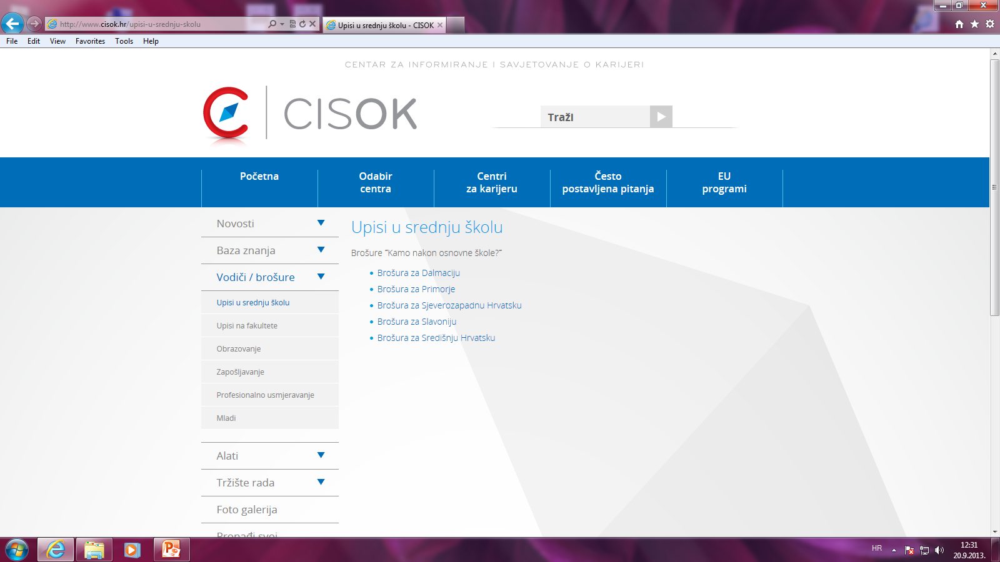 http://www.cisok.hr/upisi-u-srednju-skolu
Upisi u srednju školu - CISOK
File Edit View Favorites Tools Help
CENTAR ZA INFORMIRANJE I SAVJETOVANJE O KARIJERI
CISOK
Traži
Početna
Odabir
centra
Centri
za karijeru
Često
postavljena pitanja
EU
programi
Novosti
Baza znanja
Vodiči / brošure
Upisi u srednju školu
Upisi na fakultete
Obrazovanje
Zapošljavanje
Profesionalno usmjeravanje
Mladi
Alati
Tržište rada
Foto galerija
Pronađi svoj
Upisi u srednju školu
Brošure "Kamo nakon osnovne škole?"
Brošura za Dalmaciju
Brošura za Primorje
Brošura za Sjeverozapadnu Hrvatsku
Brošura za Slavoniju
Brošura za Središnju Hrvatsku
HR
12:31
20.9.2013.